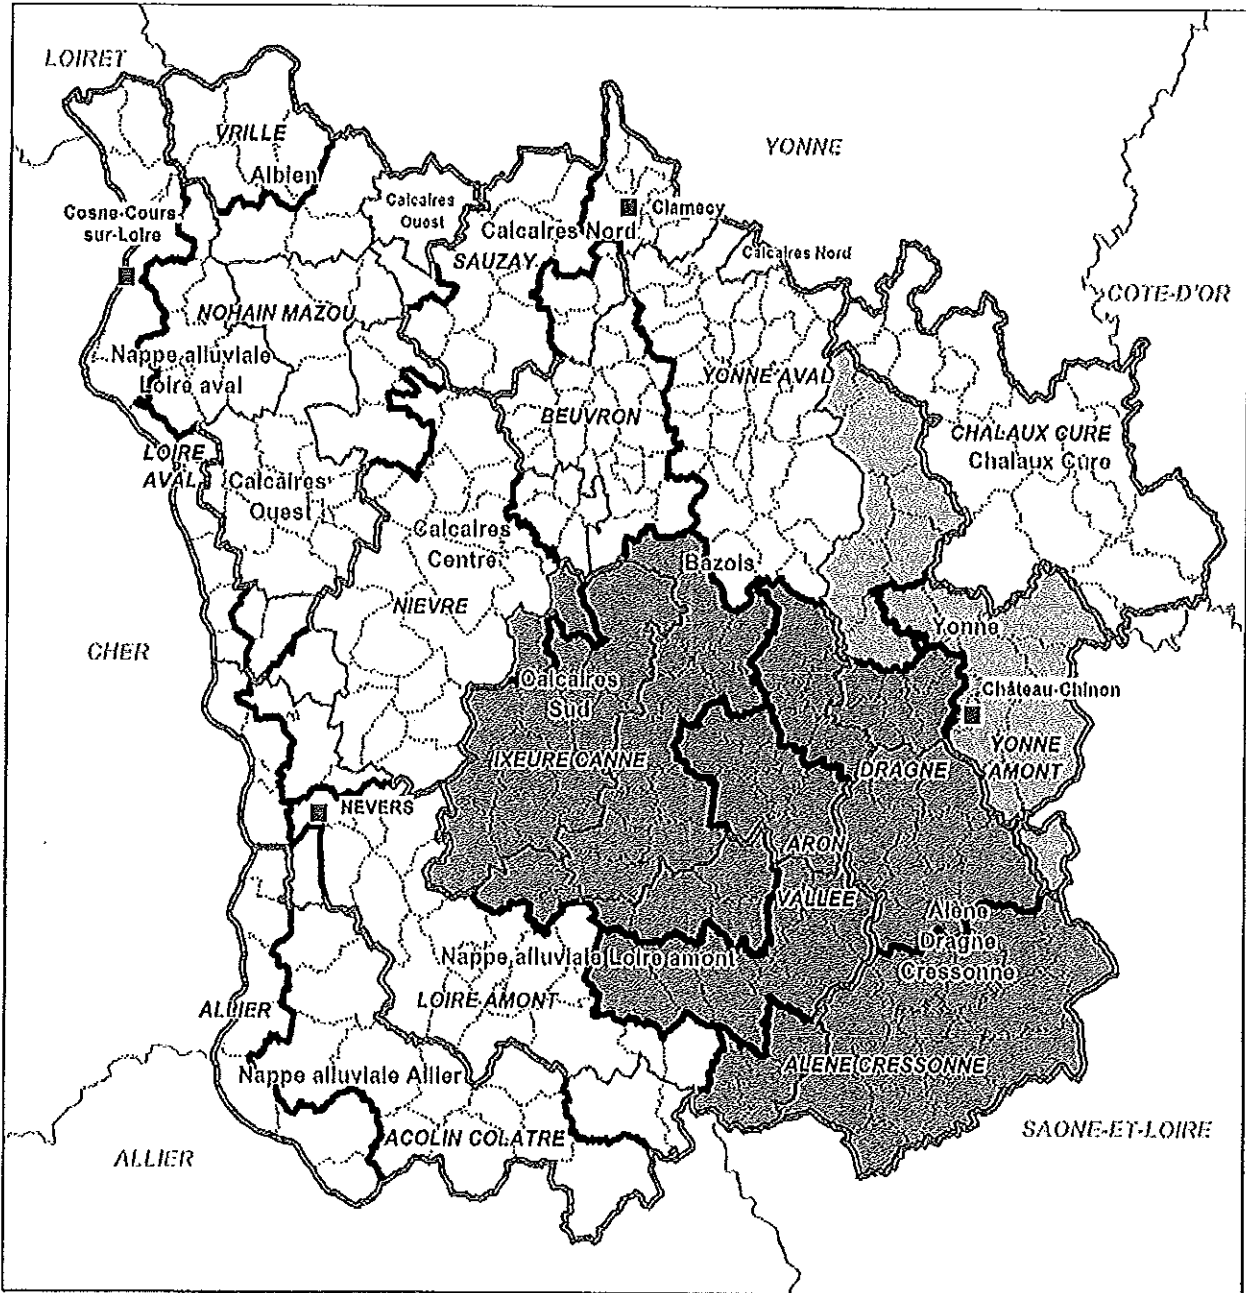 LOIRET
VRILLE
YONNE
Albien
Calcaires
Ouest
Cosne-Cours
sur-Loire
Clamecy
Calcaires Nord
Calcaires Nord
SAUZAY
COTE-D'OR
NOHAIN MAZOU
Nappe alluviale
Loire aval
YONNE AVAL
BEUVRON
CHALAUX CURE
Chalaux Cure
LOIRE
AVAL
Calcaires
Ouest
Calcaires
Centre
Bazois
NIEVRE
Yonne
CHER
Calcaires
Sud
Château-Chinon
IXEURE CANNE
DRAGNE
YONNE
AMONT
NEVERS
ARON
VALLEE
Alène
Dragne
Cressonne
Nappe alluviale Loire amont
ALLIER
LOIRE AMONT
ALENE CRESSONNE
Nappe alluviale Allier
ACOLIN COLATRE
SAONE-ET-LOIRE
ALLIER